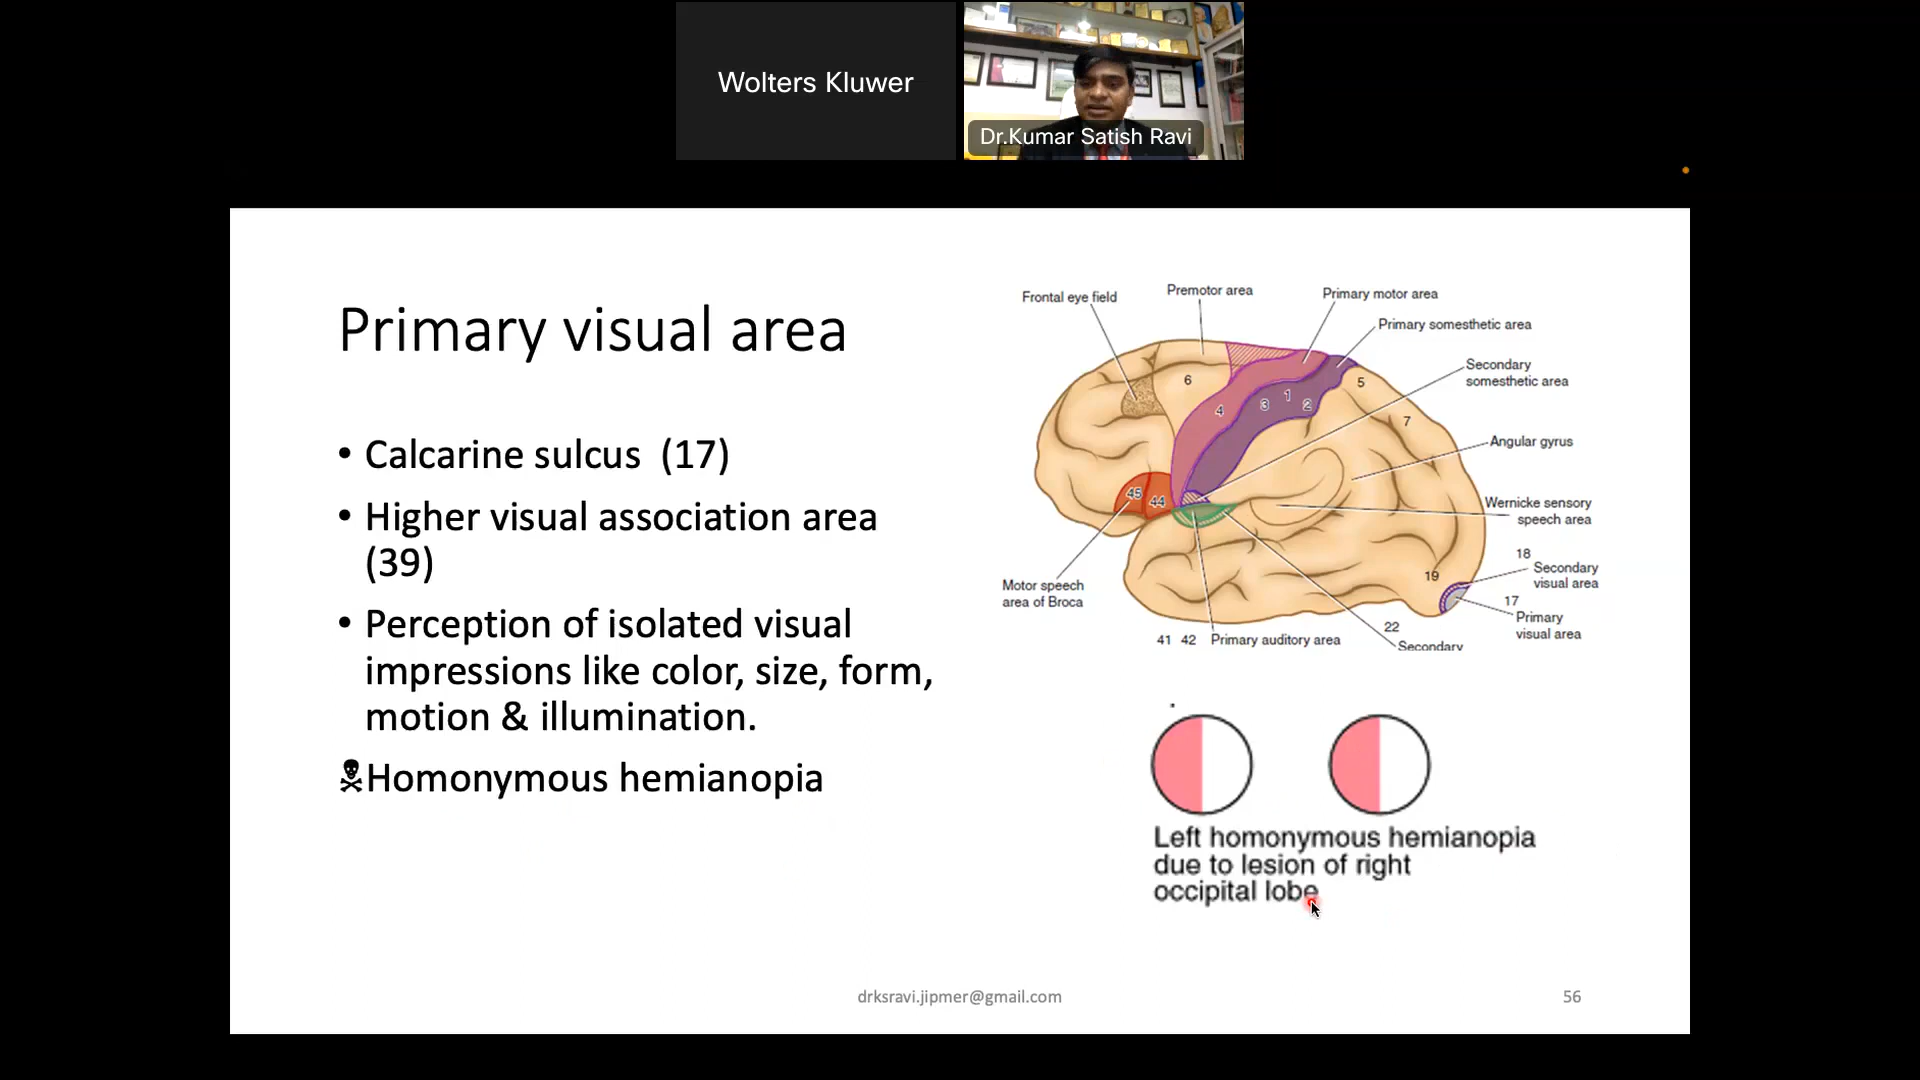 Wolters Kluwer
Dr.Kumar Satish Ravi
Primary visual area
• Calcarine sulcus (17)
• Higher visual association area
(39)
• Perception of isolated visual
impressions like color, size, form,
motion & illumination.
☠Homonymous hemianopia
Frontal eye field
Premotor area
Primary motor area
Primary somesthetic area
Secondary
somesthetic area
Angular gyrus
Wernicke sensory
speech area
18
Secondary
visual area
17
Primary
visual area
22
Secondary
41 42 Primary auditory area
Motor speech
area of Broca
6
4
3
1
2
5
7
45
44
19
Left homonymous hemianopia
due to lesion of right
occipital lobe
drksravi.jipmer@gmail.com
56